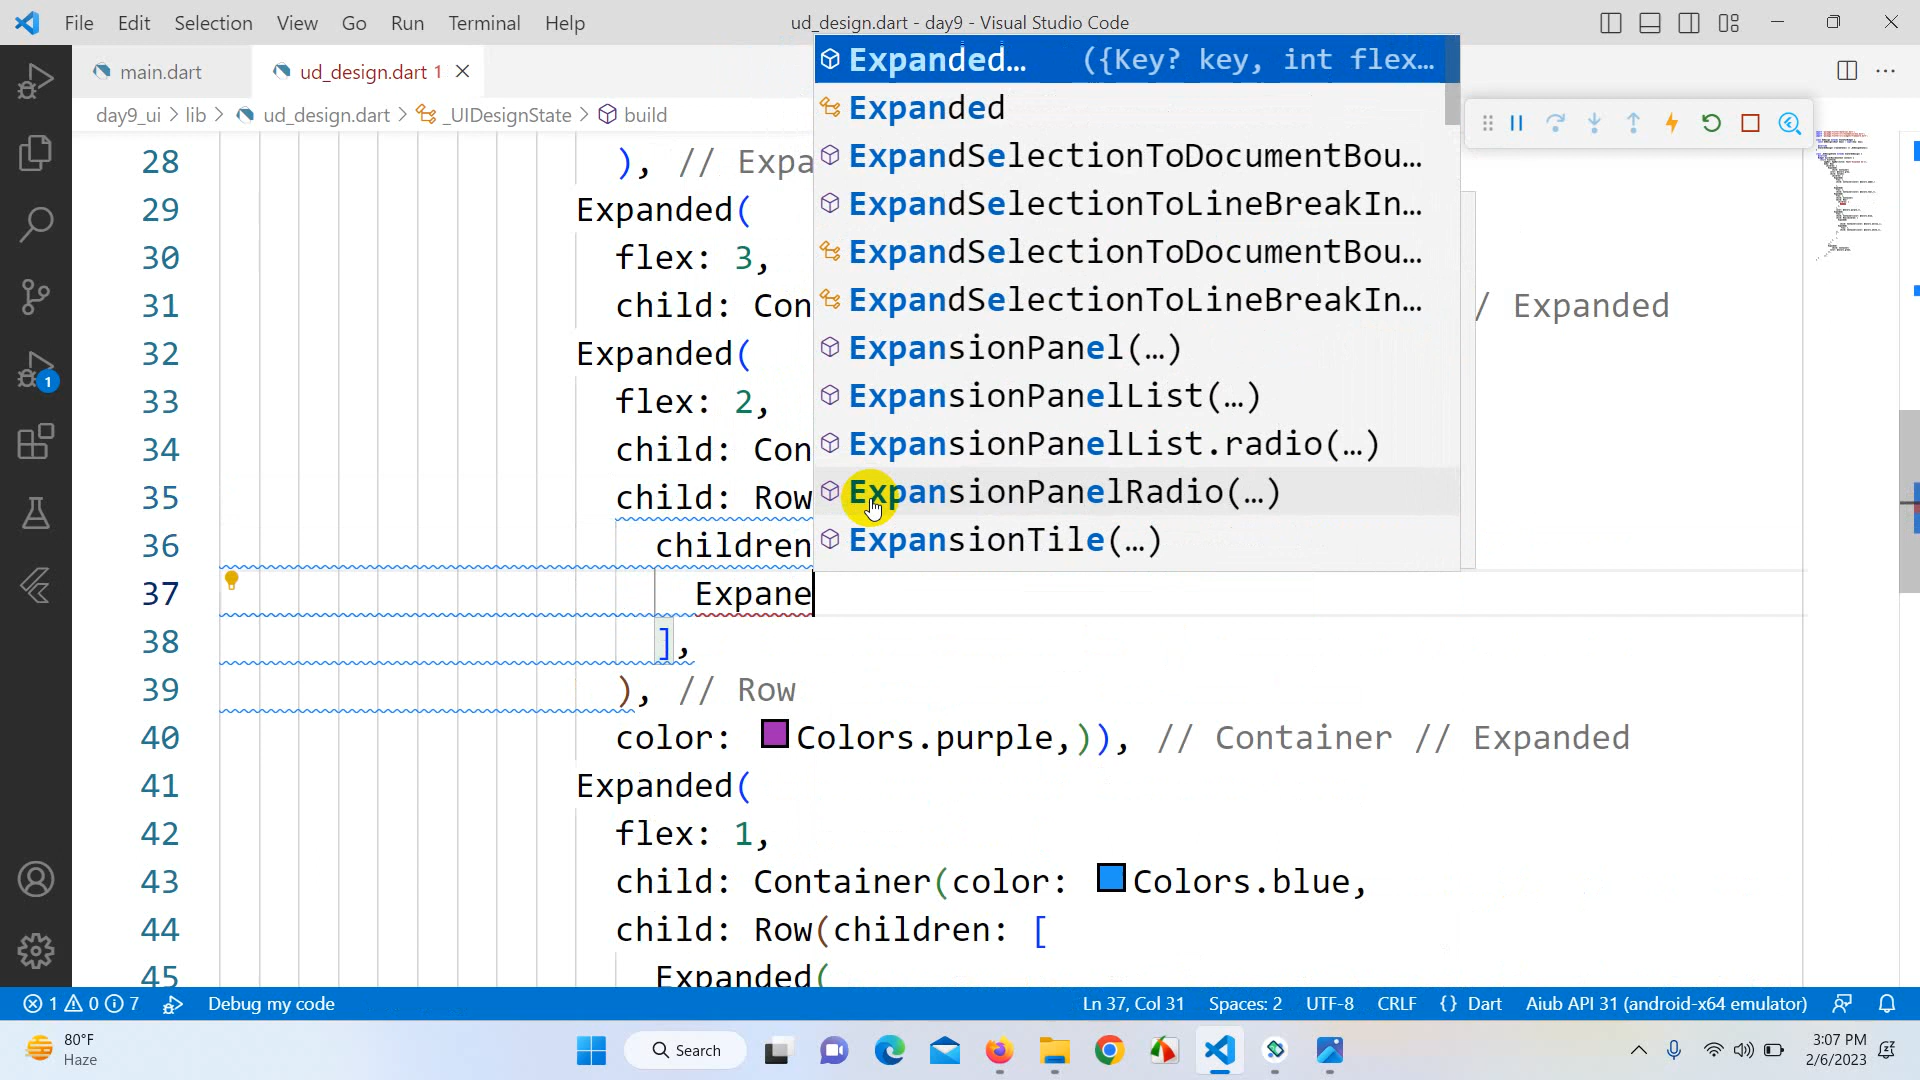 File Edit Selection View Go Run Terminal Help
ud_design.dart - day9 - Visual Studio Code
main.dart
ud_design.dart 1
day9_ui > lib > ud_design.dart > _UIDesignState > build
Expanded… ({Key? key, int flex…
Expanded
ExpandSelectionToDocumentBou…
ExpandSelectionToLineBreakIn…
ExpandSelectionToDocumentBou…
ExpandSelectionToLineBreakIn…
ExpansionPanel(…)
ExpansionPanelList(…)
ExpansionPanelList.radio(…)
ExpansionPanelRadio(…)
ExpansionTile(…)
28 ), // Expa
29 Expanded(
30 flex: 3,
31 child: Con / Expanded
32 Expanded(
33 flex: 2,
34 child: Con
35 child: Row
36 children
37 Expane
38 ],
39 ), // Row
40 color: Colors.purple,)), // Container // Expanded
41 Expanded(
42 flex: 1,
43 child: Container(color: Colors.blue,
44 child: Row(children: [
45 Expanded(
1
1 0 7 Debug my code
Ln 37, Col 31 Spaces: 2 UTF-8 CRLF {} Dart Aiub API 31 (android-x64 emulator)
80°F
Haze
Search
3:07 PM
2/6/2023